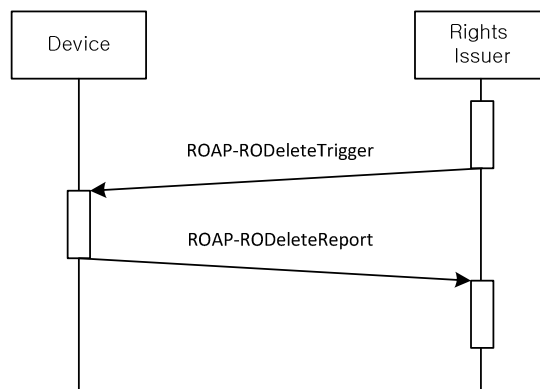 Device
Rights
Issuer
ROAP-RODeleteTrigger
ROAP-RODeleteReport